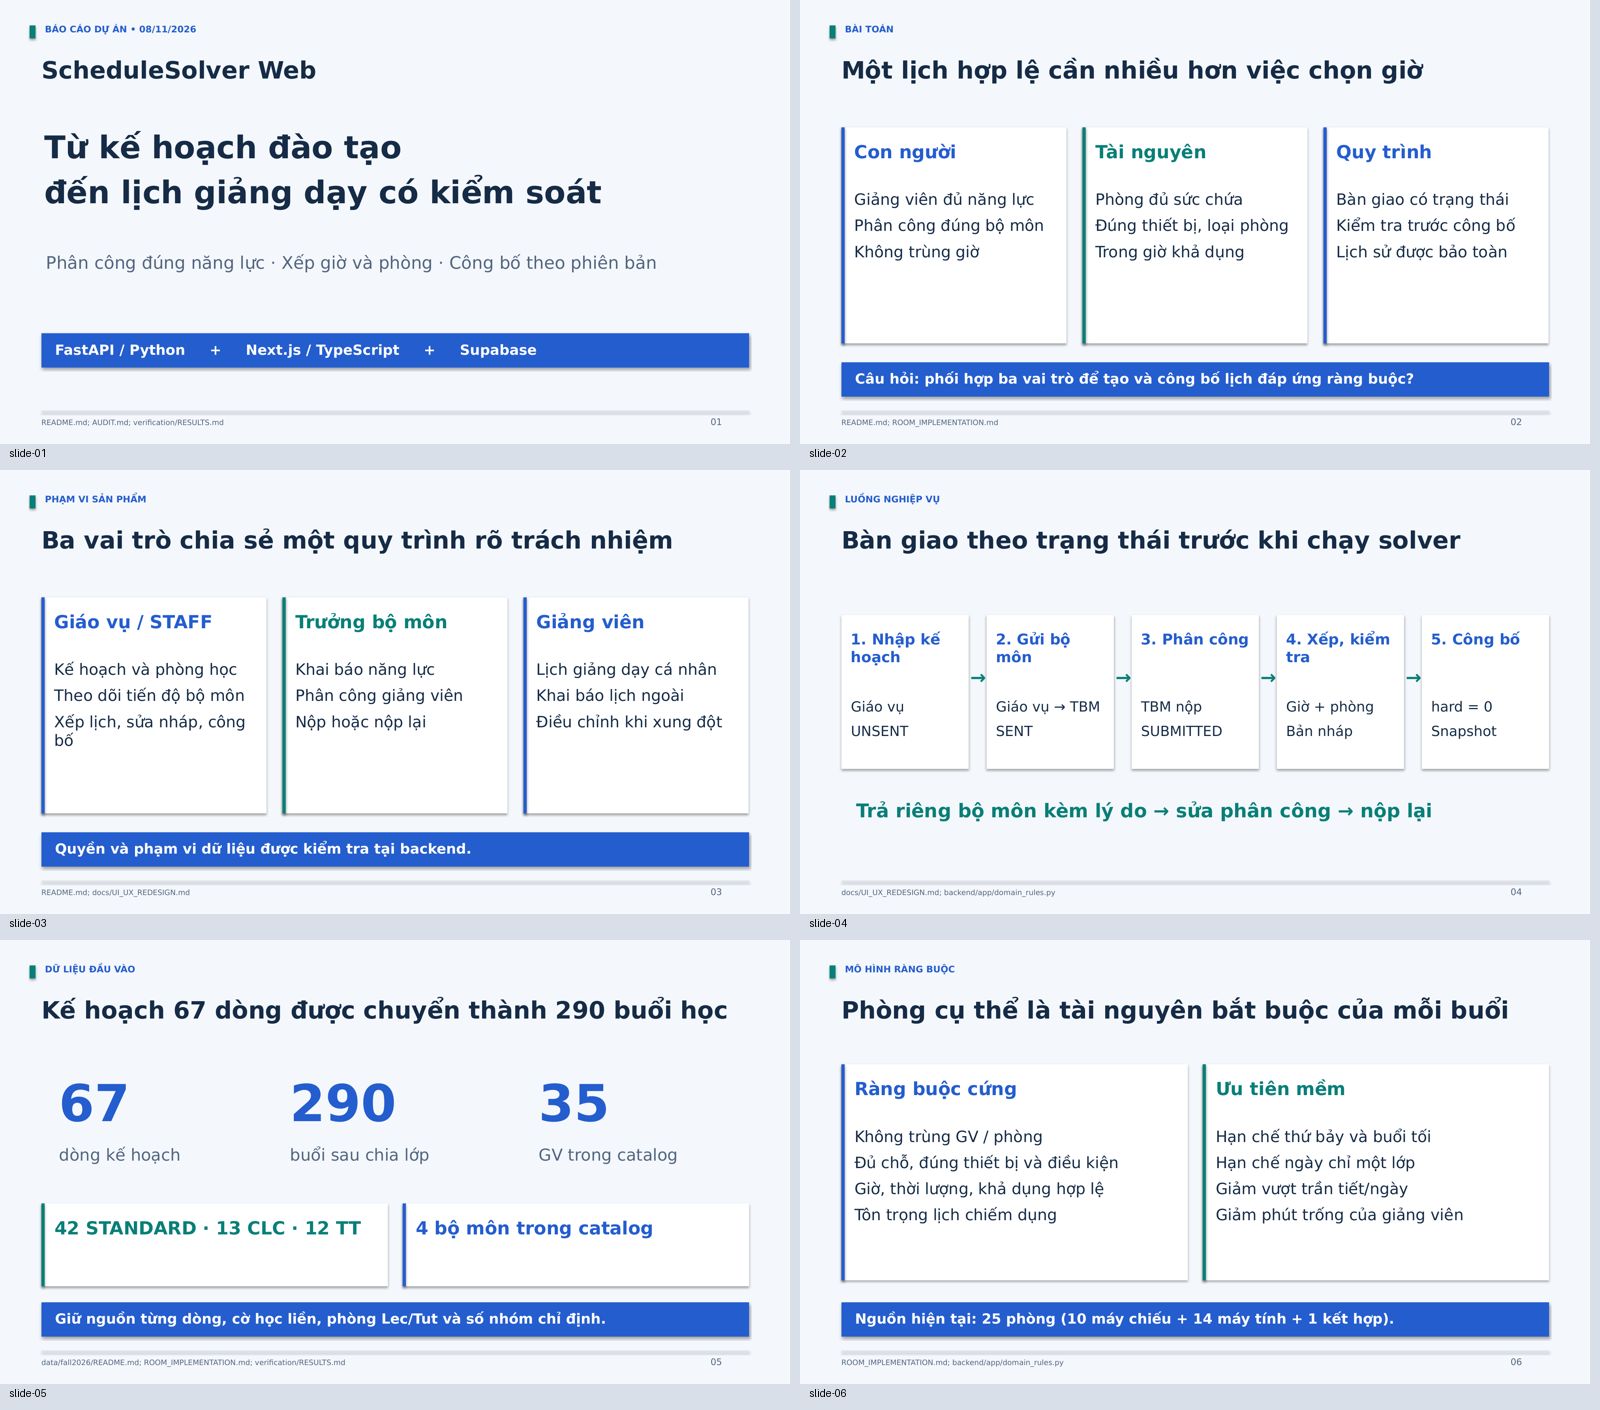 BÁO CÁO DỰ ÁN • 08/11/2026
ScheduleSolver Web
Từ kế hoạch đào tạo
đến lịch giảng dạy có kiểm soát
Phân công đúng năng lực · Xếp giờ và phòng · Công bố theo phiên bản
FastAPI / Python + Next.js / TypeScript + Supabase
README.md; AUDIT.md; verification/RESULTS.md
01
slide-01
BÀI TOÁN
Một lịch hợp lệ cần nhiều hơn việc chọn giờ
Con người
Giảng viên đủ năng lực
Phân công đúng bộ môn
Không trùng giờ
Tài nguyên
Phòng đủ sức chứa
Đúng thiết bị, loại phòng
Trong giờ khả dụng
Quy trình
Bàn giao có trạng thái
Kiểm tra trước công bố
Lịch sử được bảo toàn
Câu hỏi: phối hợp ba vai trò để tạo và công bố lịch đáp ứng ràng buộc?
README.md; ROOM_IMPLEMENTATION.md
02
slide-02
PHẠM VI SẢN PHẨM
Ba vai trò chia sẻ một quy trình rõ trách nhiệm
Giáo vụ / STAFF
Kế hoạch và phòng học
Theo dõi tiến độ bộ môn
Xếp lịch, sửa nháp, công
bố
Trưởng bộ môn
Khai báo năng lực
Phân công giảng viên
Nộp hoặc nộp lại
Giảng viên
Lịch giảng dạy cá nhân
Khai báo lịch ngoài
Điều chỉnh khi xung đột
Quyền và phạm vi dữ liệu được kiểm tra tại backend.
README.md; docs/UI_UX_REDESIGN.md
03
slide-03
LUỒNG NGHIỆP VỤ
Bàn giao theo trạng thái trước khi chạy solver
1. Nhập kế
hoạch
Giáo vụ
UNSENT
→
2. Gửi bộ
môn
Giáo vụ → TBM
SENT
→
3. Phân công
TBM nộp
SUBMITTED
→
4. Xếp, kiểm
tra
Giờ + phòng
Bản nháp
→
5. Công bố
hard = 0
Snapshot
Trả riêng bộ môn kèm lý do → sửa phân công → nộp lại
docs/UI_UX_REDESIGN.md; backend/app/domain_rules.py
04
slide-04
DỮ LIỆU ĐẦU VÀO
Kế hoạch 67 dòng được chuyển thành 290 buổi học
67
dòng kế hoạch
290
buổi sau chia lớp
35
GV trong catalog
42 STANDARD · 13 CLC · 12 TT
4 bộ môn trong catalog
Giữ nguồn từng dòng, cờ học liền, phòng Lec/Tut và số nhóm chỉ định.
data/fall2026/README.md; ROOM_IMPLEMENTATION.md; verification/RESULTS.md
05
slide-05
MÔ HÌNH RÀNG BUỘC
Phòng cụ thể là tài nguyên bắt buộc của mỗi buổi
Ràng buộc cứng
Không trùng GV / phòng
Đủ chỗ, đúng thiết bị và điều kiện
Giờ, thời lượng, khả dụng hợp lệ
Tôn trọng lịch chiếm dụng
Ưu tiên mềm
Hạn chế thứ bảy và buổi tối
Hạn chế ngày chỉ một lớp
Giảm vượt trần tiết/ngày
Giảm phút trống của giảng viên
Nguồn hiện tại: 25 phòng (10 máy chiếu + 14 máy tính + 1 kết hợp).
ROOM_IMPLEMENTATION.md; backend/app/domain_rules.py
06
slide-06